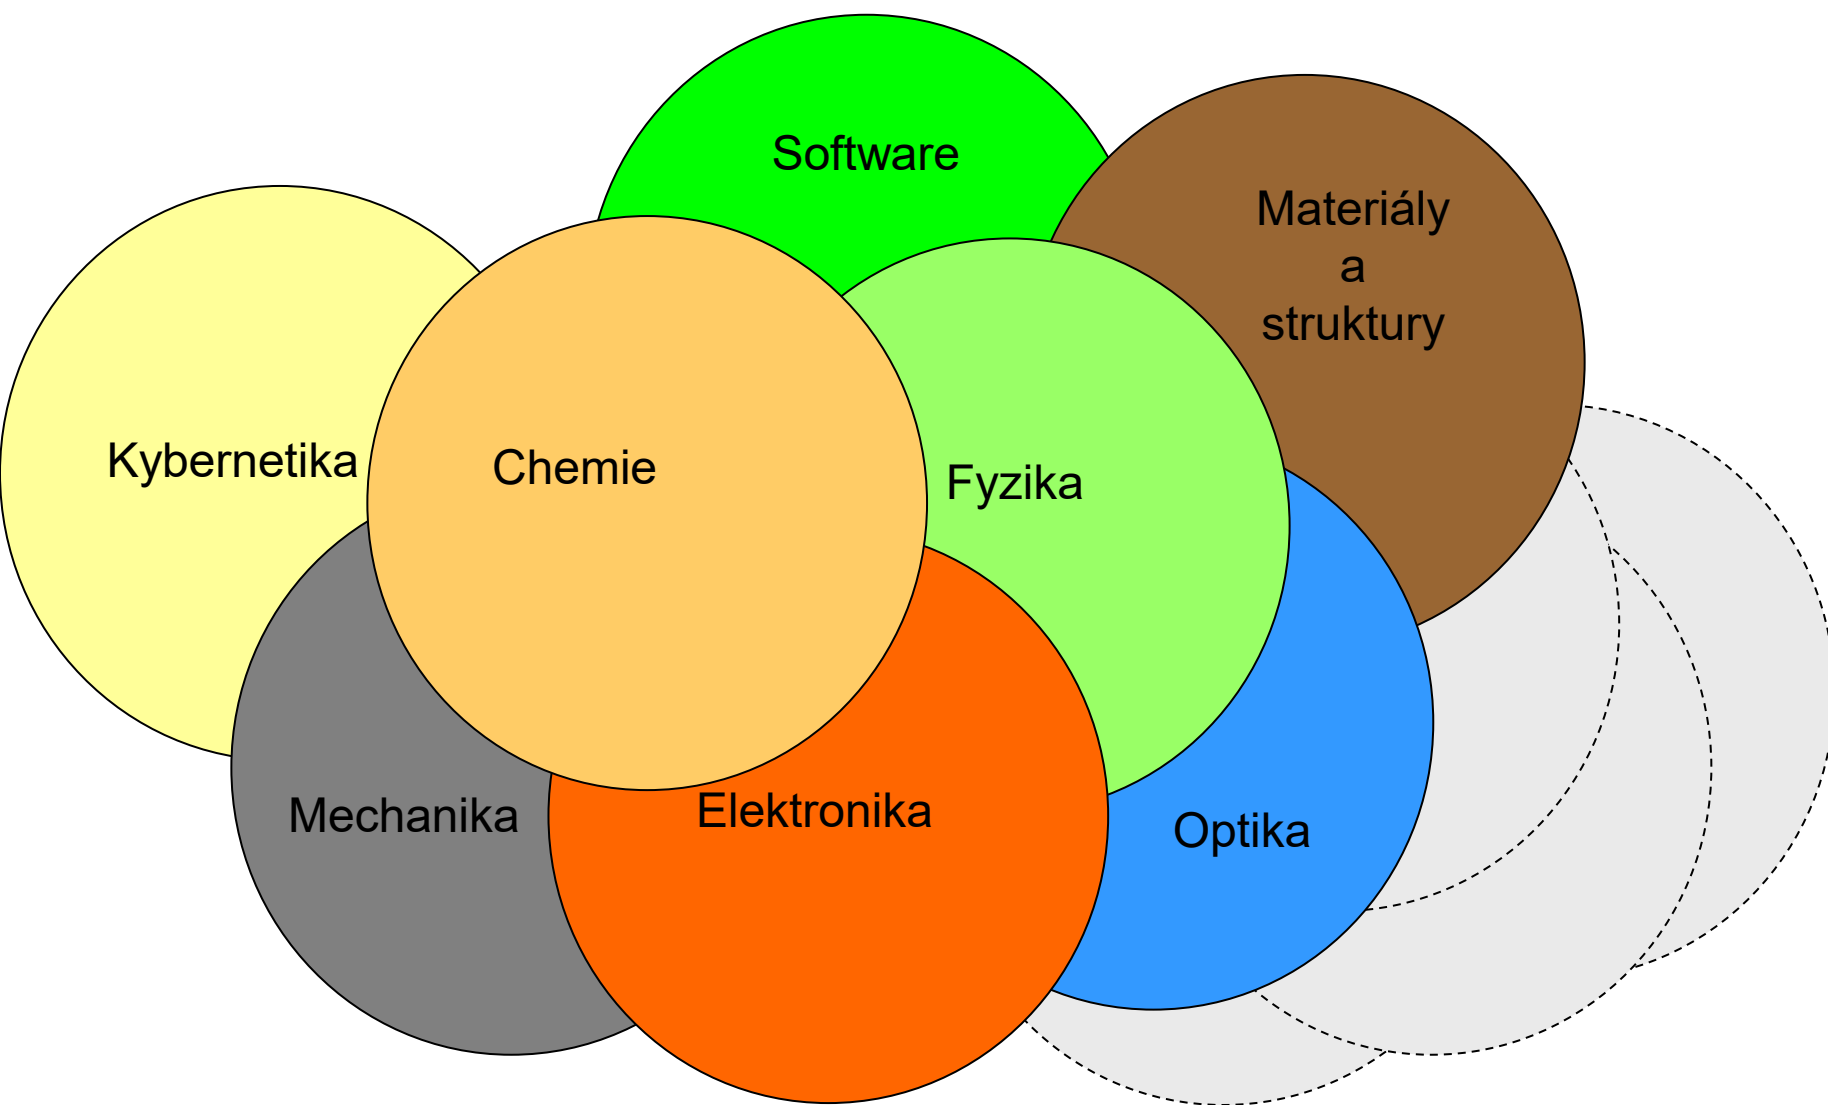 Software
Materiály
a
struktury
Kybernetika
Chemie
Fyzika
Mechanika
Elektronika
Optika